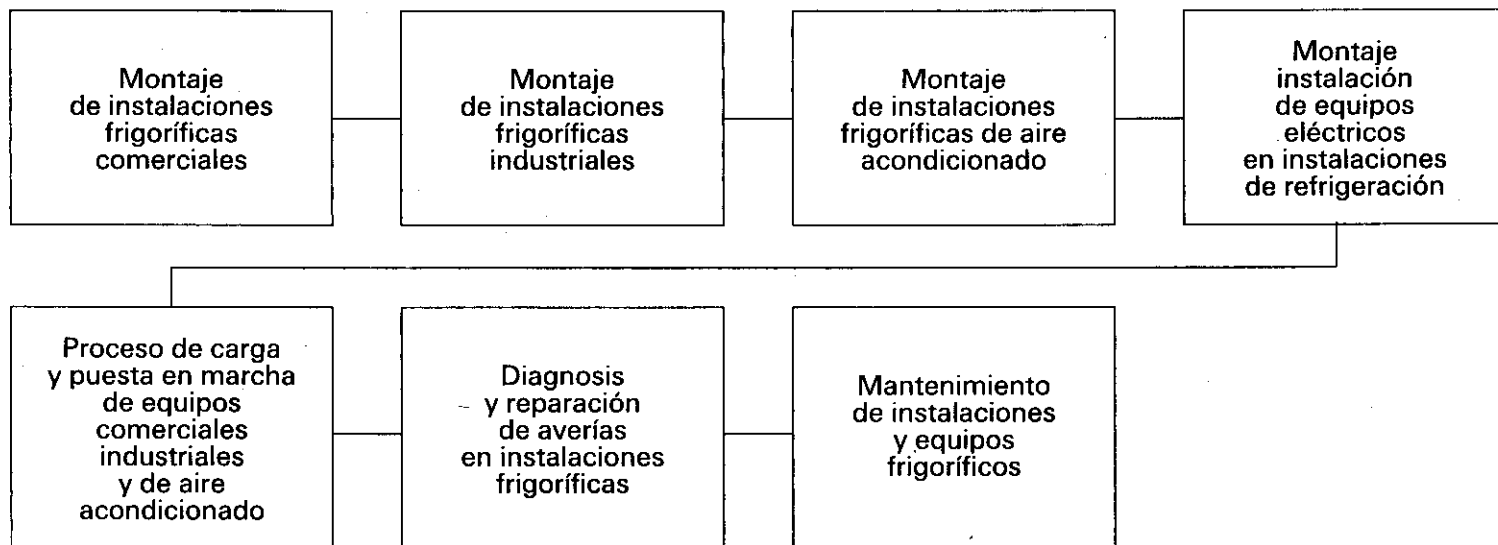 Montaje
de instalaciones
frigoríficas
comerciales
Montaje
de instalaciones
frigoríficas
industriales
Montaje
de instalaciones
frigoríficas de aire
acondicionado
Montaje
instalación
de equipos
eléctricos
en instalaciones
de refrigeración
Proceso de carga
y puesta en marcha
de equipos
comerciales
industriales
y de aire
acondicionado
Diagnosis
y reparación
de averías
en instalaciones
frigoríficas
Mantenimiento
de instalaciones
y equipos
frigoríficos